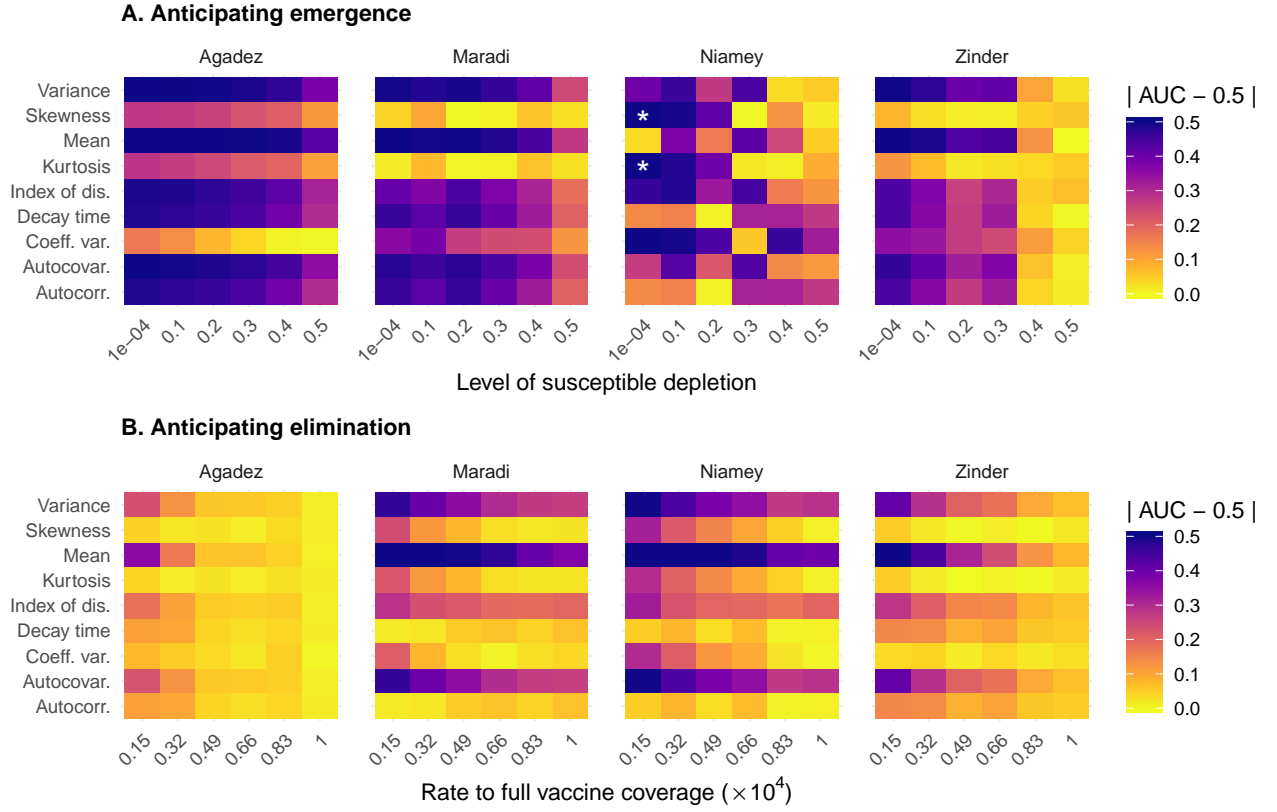 A. Anticipating emergence
Agadez Maradi Niamey Zinder
Variance
Skewness
Mean
Kurtosis
Index of dis.
Decay time
Coeff. var.
Autocovar.
Autocorr.
* 
*
| AUC − 0.5 |
0.5
0.4
0.3
0.2
0.1
0.0
1e−04 0.1 0.2 0.3 0.4 0.5 1e−04 0.1 0.2 0.3 0.4 0.5 1e−04 0.1 0.2 0.3 0.4 0.5 1e−04 0.1 0.2 0.3 0.4 0.5
Level of susceptible depletion
B. Anticipating elimination
Agadez Maradi Niamey Zinder
Variance
Skewness
Mean
Kurtosis
Index of dis.
Decay time
Coeff. var.
Autocovar.
Autocorr.
| AUC − 0.5 |
0.5
0.4
0.3
0.2
0.1
0.0
0.15 0.32 0.49 0.66 0.83 1 0.15 0.32 0.49 0.66 0.83 1 0.15 0.32 0.49 0.66 0.83 1 0.15 0.32 0.49 0.66 0.83 1
Rate to full vaccine coverage (×10⁴)